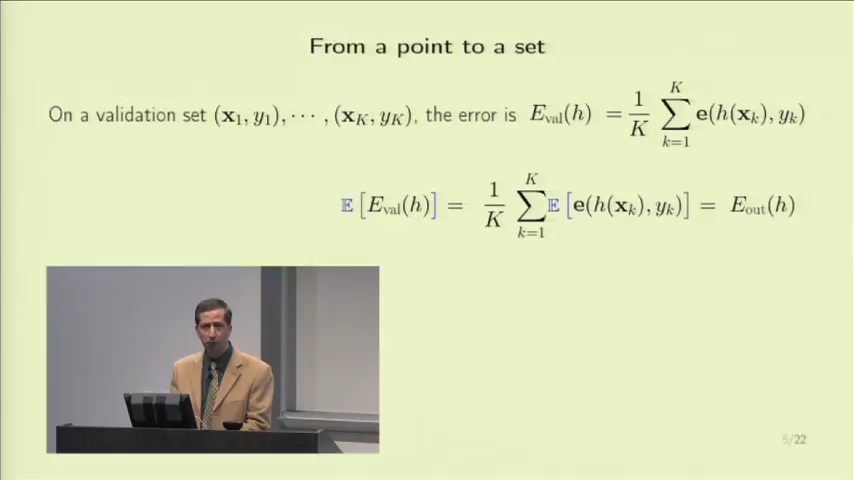 From a point to a set
On a validation set (x₁, y₁), ⋯ , (x_K, y_K), the error is E_val(h) = 1/K ∑_{k=1}^{K} e(h(x_k), y_k)
𝔼 [E_val(h)] = 1/K ∑_{k=1}^{K} 𝔼 [e(h(x_k), y_k)] = E_out(h)
5/22